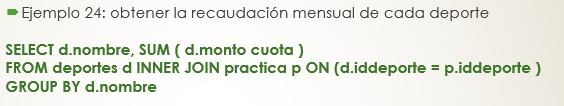 Ejemplo 24: obtener la recaudación mensual de cada deporte
SELECT d.nombre, SUM ( d.monto cuota )
FROM deportes d INNER JOIN practica p ON (d.iddeporte = p.iddeporte )
GROUP BY d.nombre